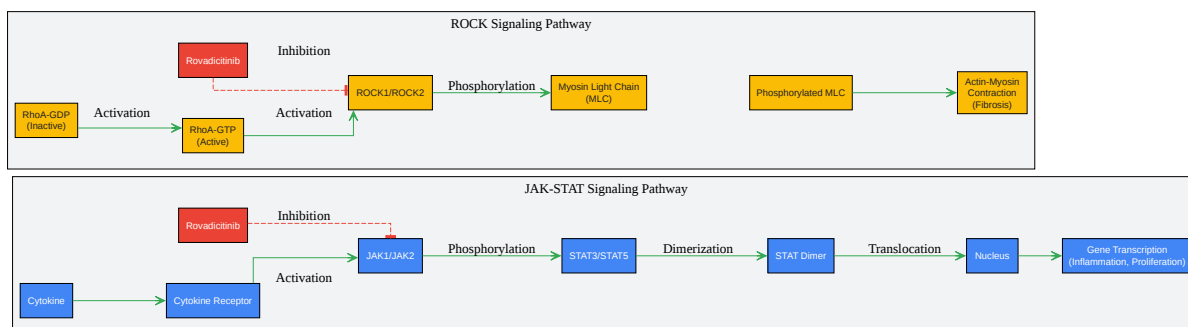 ROCK Signaling Pathway
Rovadicitinib
Inhibition
RhoA-GDP
(Inactive)
Activation
RhoA-GTP
(Active)
Activation
ROCK1/ROCK2
Phosphorylation
Myosin Light Chain
(MLC)
Phosphorylated MLC
Actin-Myosin
Contraction
(Fibrosis)
JAK-STAT Signaling Pathway
Rovadicitinib
Inhibition
Cytokine
Cytokine Receptor
Activation
JAK1/JAK2
Phosphorylation
STAT3/STAT5
Dimerization
STAT Dimer
Translocation
Nucleus
Gene Transcription
(Inflammation, Proliferation)